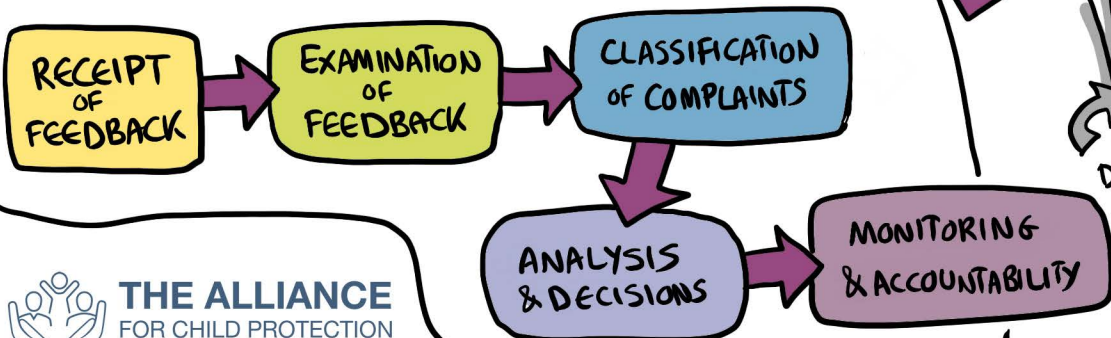 RECEIPT
OF
FEEDBACK
EXAMINATION
OF
FEEDBACK
CLASSIFICATION
OF COMPLAINTS
ANALYSIS
& DECISIONS
MONITORING
& ACCOUNTABILITY
THE ALLIANCE
FOR CHILD PROTECTION